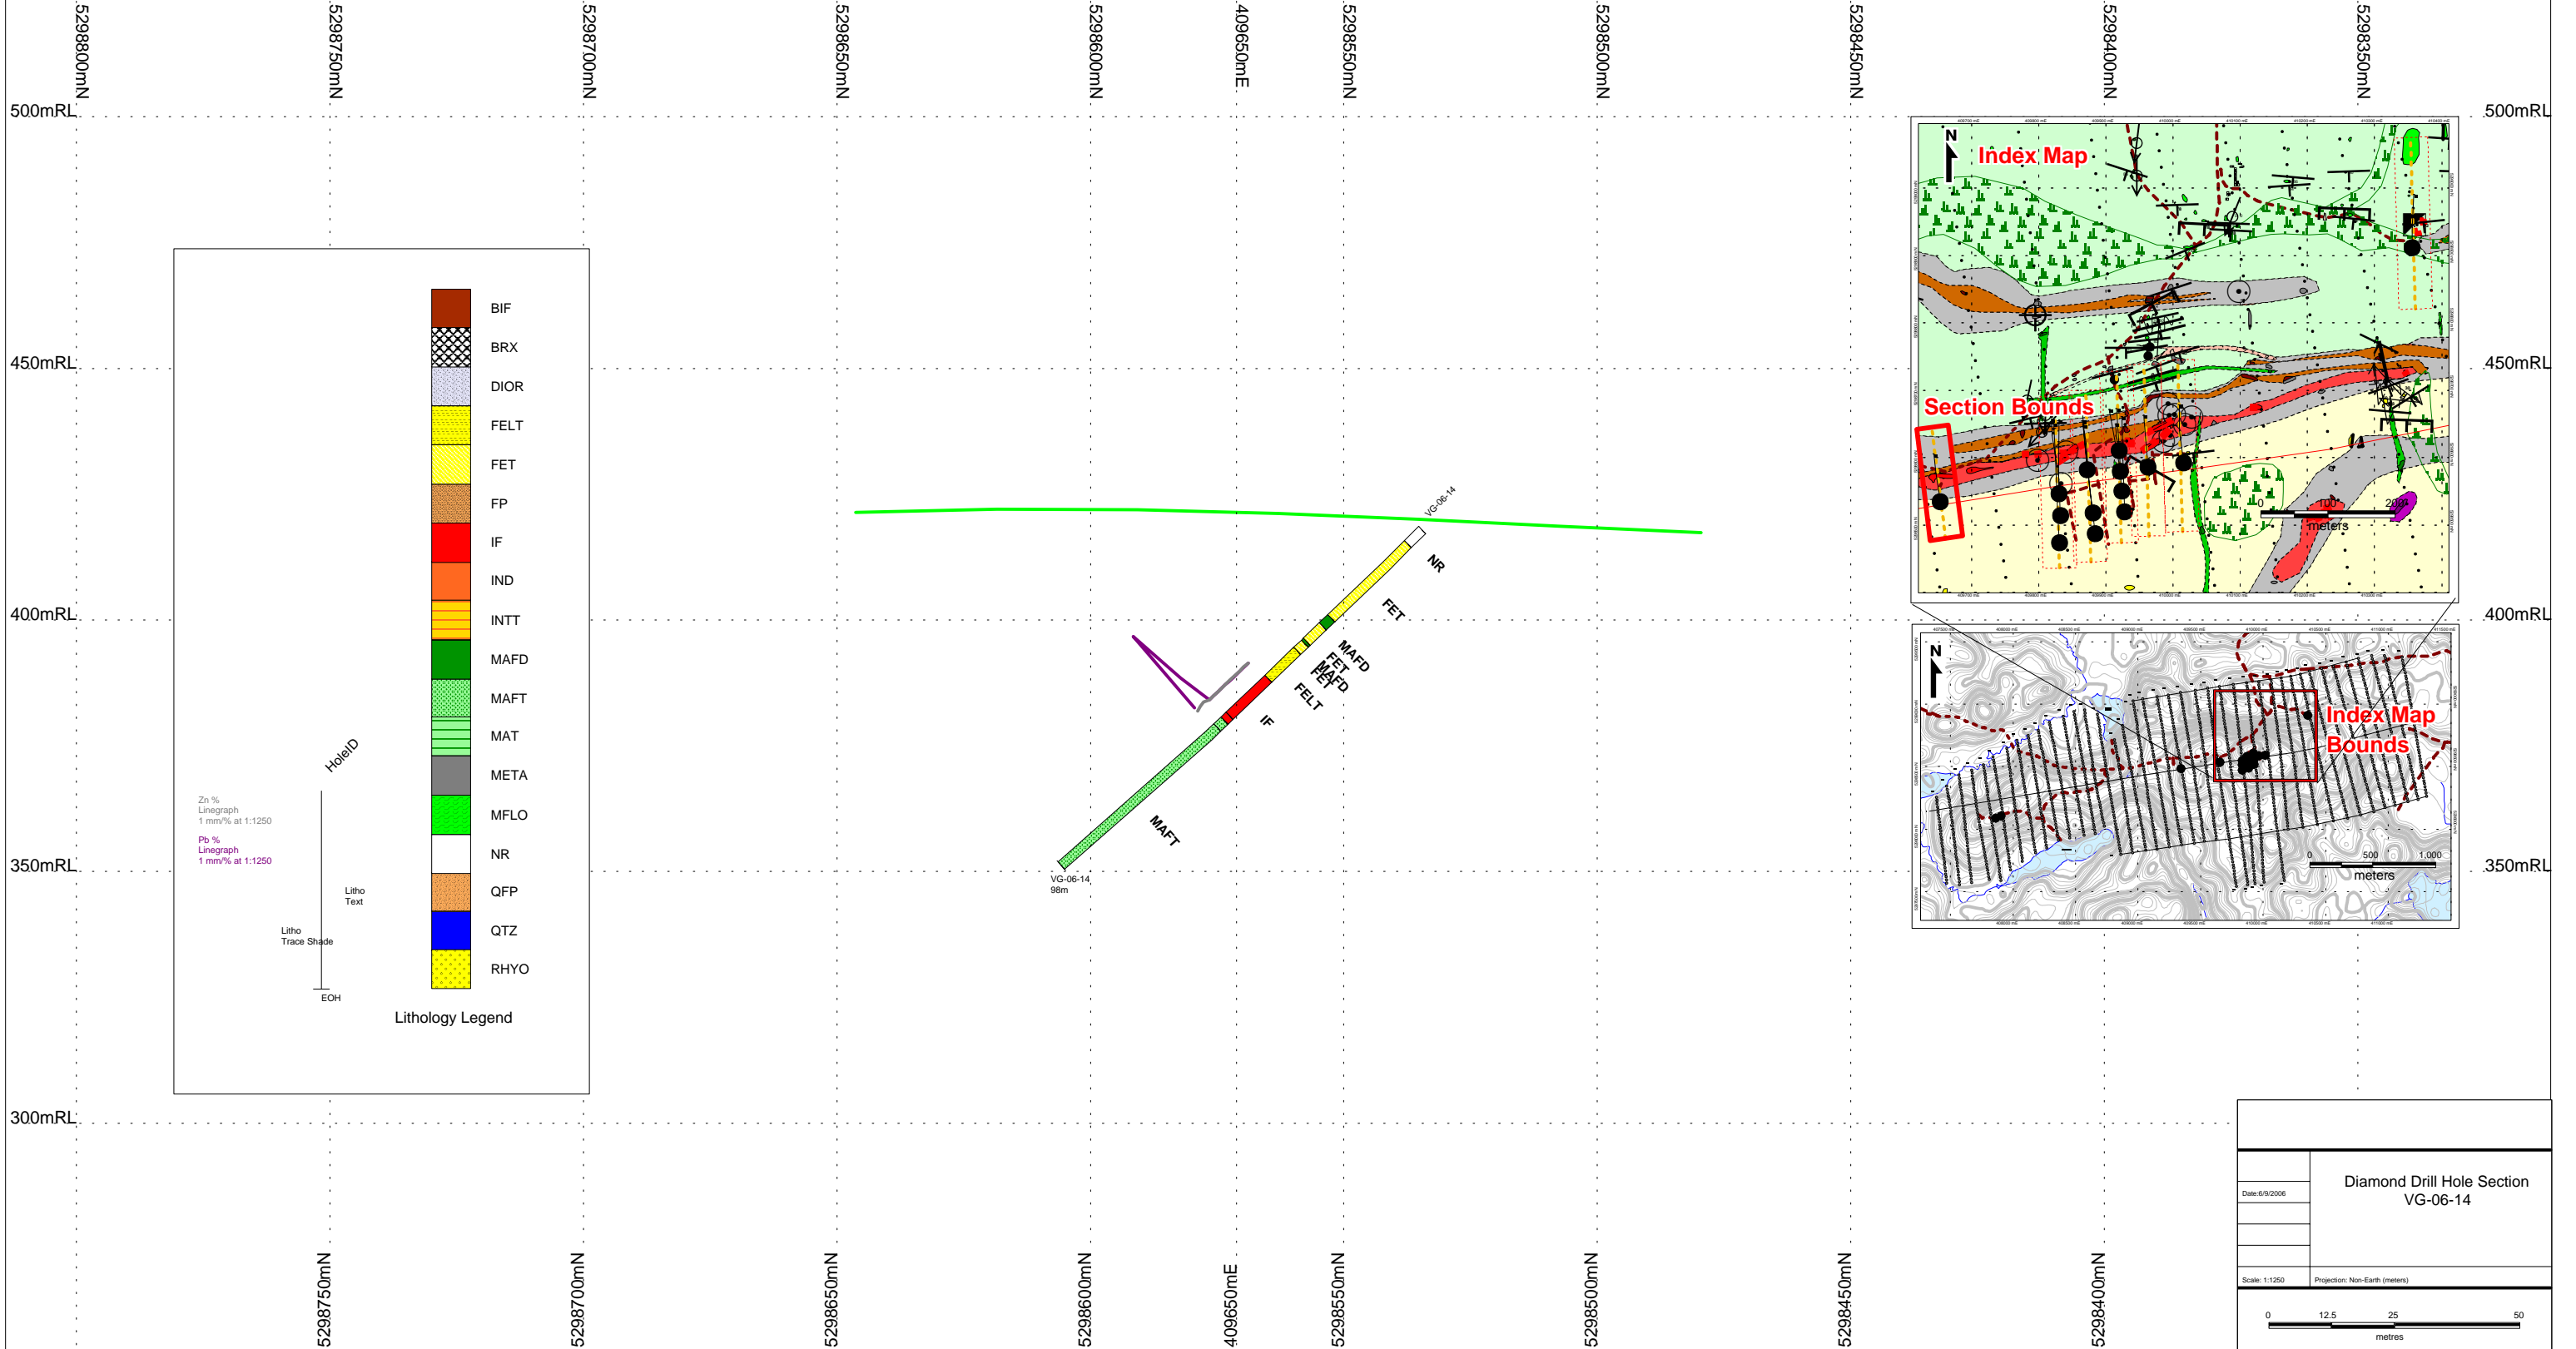 5298800mN
5298750mN
5298700mN
5298650mN
5298600mN
409650mE
5298550mN
5298500mN
5298450mN
5298400mN
5298350mN
500mRL
500mRL
450mRL
450mRL
400mRL
400mRL
350mRL
350mRL
300mRL
BIF
BRX
DIOR
FELT
FET
FP
IF
IND
INTT
MAFD
MAFT
MAT
META
MFLO
NR
QFP
QTZ
RHYO
Lithology Legend
HoleID
Zn %
Linegraph
1 mm/% at 1:1250
Pb %
Linegraph
1 mm/% at 1:1250
Litho
Text
Litho
Trace Shade
EOH
VG-06-14
NR
FET
MAFD
FET
MAFD
FET
FELT
IF
MAFT
VG-06-14
98m
N
Index Map
Section Bounds
0 100 200
meters
N
Index Map
Bounds
0 500 1,000
meters
5298750mN
5298700mN
5298650mN
5298600mN
409650mE
5298550mN
5298500mN
5298450mN
5298400mN
Diamond Drill Hole Section
VG-06-14
Date:6/9/2006
Scale: 1:1250
Projection: Non-Earth (meters)
0 12.5 25 50
metres